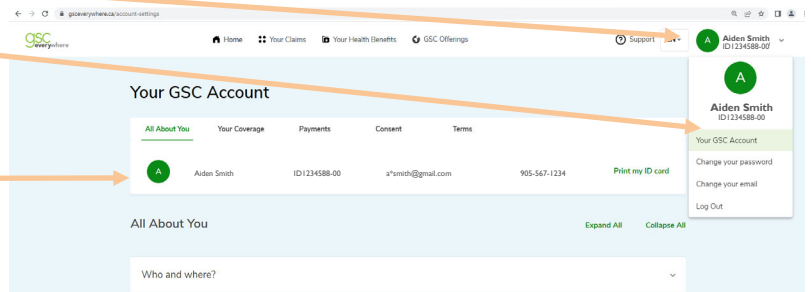 gsceverywhere.ca/account-settings
GSC everywhere
Home Your Claims Your Health Benefits GSC Offerings Support
A Aiden Smith
ID1234588-00
A
Aiden Smith
ID1234588-00
Your GSC Account
Change your password
Change your email
Log Out
Your GSC Account
All About You Your Coverage Payments Consent Terms
A Aiden Smith ID1234588-00 a*smith@gmail.com 905-567-1234 Print my ID card
All About You Expand All Collapse All
Who and where?